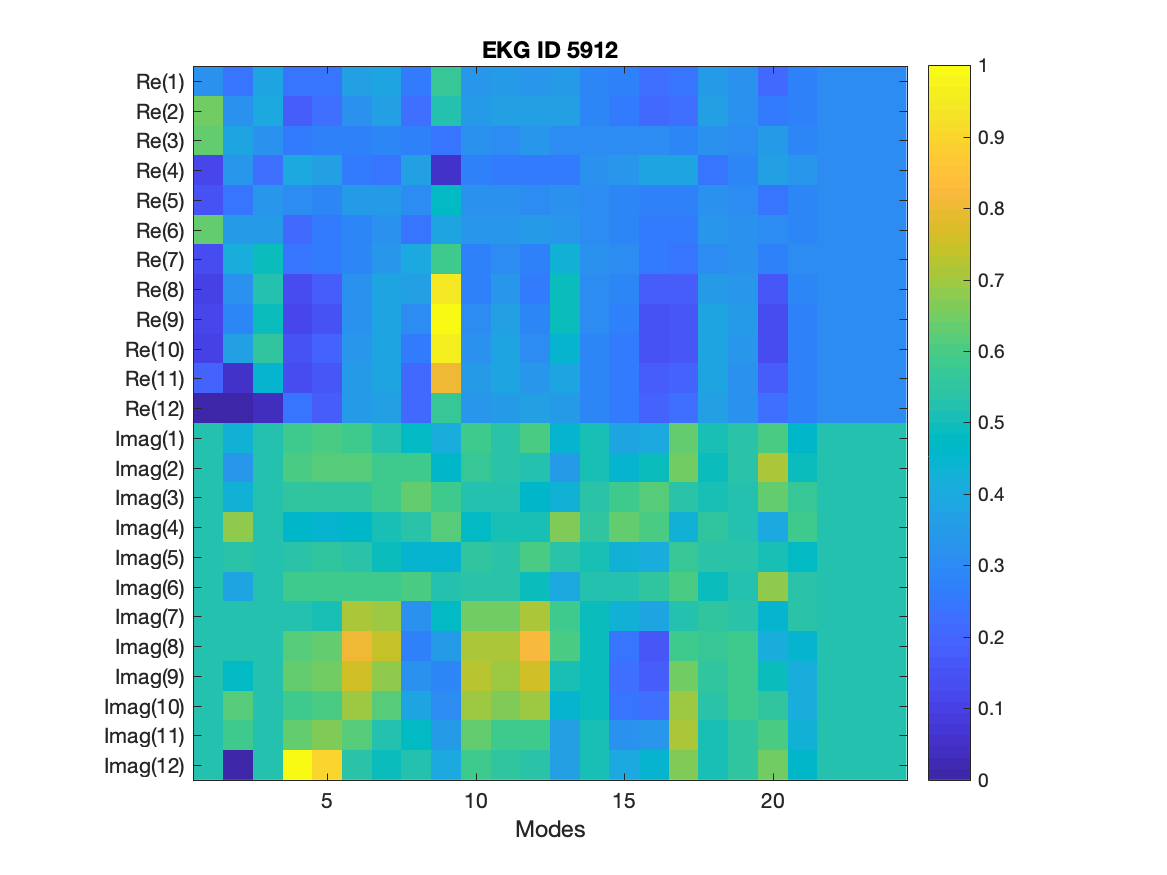 EKG ID 5912
Re(1)
Re(2)
Re(3)
Re(4)
Re(5)
Re(6)
Re(7)
Re(8)
Re(9)
Re(10)
Re(11)
Re(12)
Imag(1)
Imag(2)
Imag(3)
Imag(4)
Imag(5)
Imag(6)
Imag(7)
Imag(8)
Imag(9)
Imag(10)
Imag(11)
Imag(12)
5 10 15 20
Modes
1
0.9
0.8
0.7
0.6
0.5
0.4
0.3
0.2
0.1
0